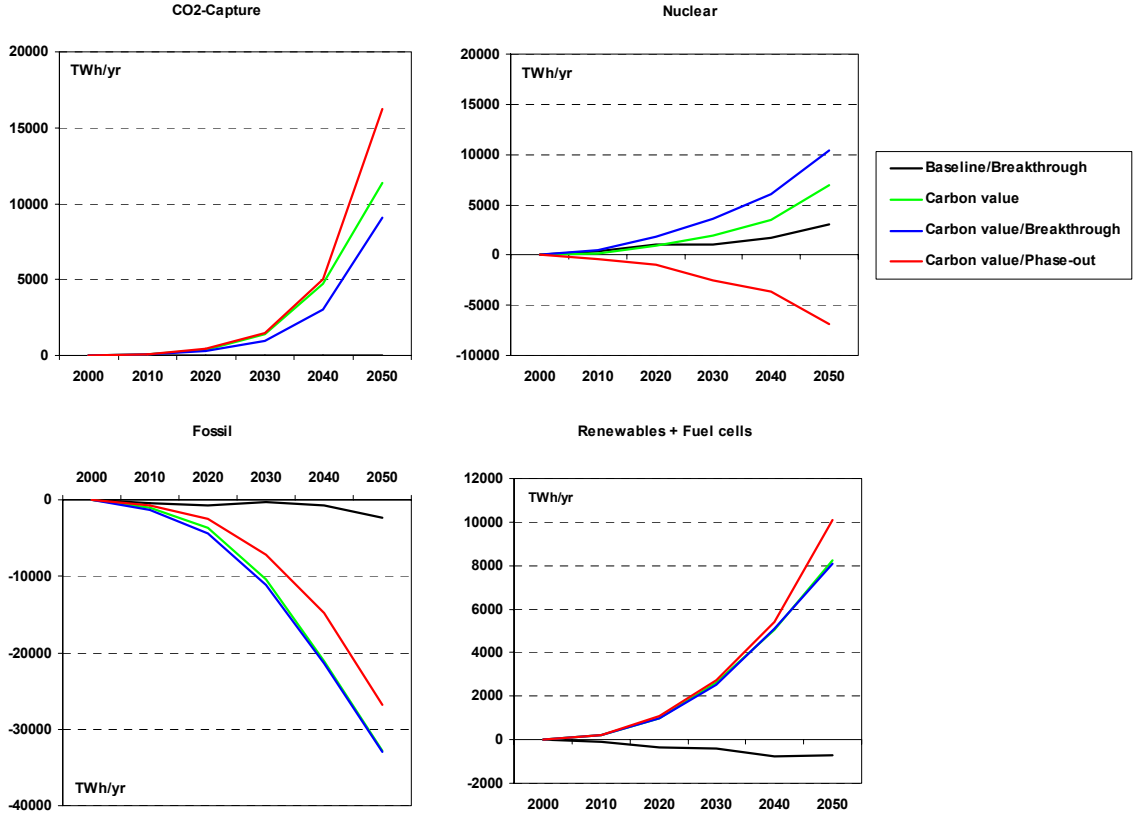 CO2-Capture
20000
TWh/yr
15000
10000
5000
0
2000 2010 2020 2030 2040 2050
Nuclear
20000
TWh/yr
15000
10000
5000
0
-5000
-10000
2000 2010 2020 2030 2040 2050
Baseline/Breakthrough
Carbon value
Carbon value/Breakthrough
Carbon value/Phase-out
Fossil
2000 2010 2020 2030 2040 2050
0
-10000
-20000
-30000
TWh/yr
-40000
Renewables + Fuel cells
12000
TWh/yr
10000
8000
6000
4000
2000
0
-2000
2000 2010 2020 2030 2040 2050